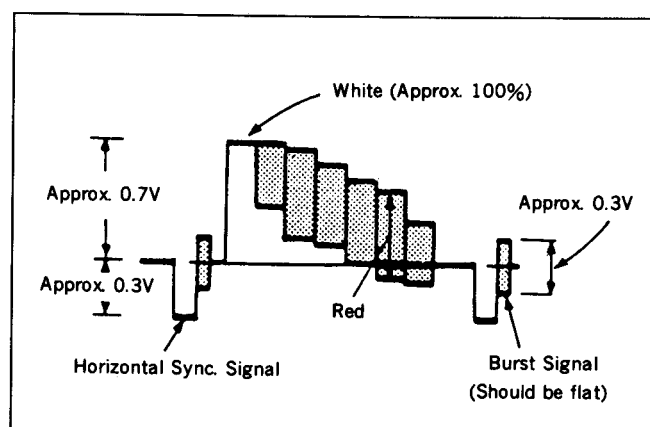 White (Approx. 100%)
Approx. 0.7V
Approx. 0.3V
Approx. 0.3V
Red
Horizontal Sync. Signal
Burst Signal
(Should be flat)